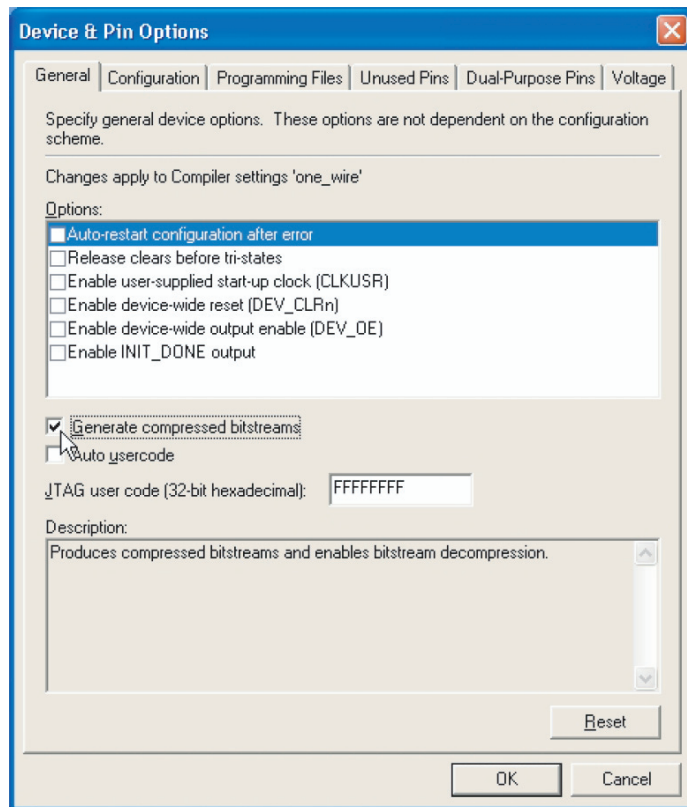 Device & Pin Options
General Configuration Programming Files Unused Pins Dual-Purpose Pins Voltage
Specify general device options. These options are not dependent on the configuration
scheme.
Changes apply to Compiler settings 'one_wire'
Options:
Auto-restart configuration after error
Release clears before tri-states
Enable user-supplied start-up clock (CLKUSR)
Enable device-wide reset (DEV_CLRn)
Enable device-wide output enable (DEV_OE)
Enable INIT_DONE output
Generate compressed bitstreams
Auto usercode
JTAG user code (32-bit hexadecimal): FFFFFFFF
Description:
Produces compressed bitstreams and enables bitstream decompression.
Reset
OK Cancel